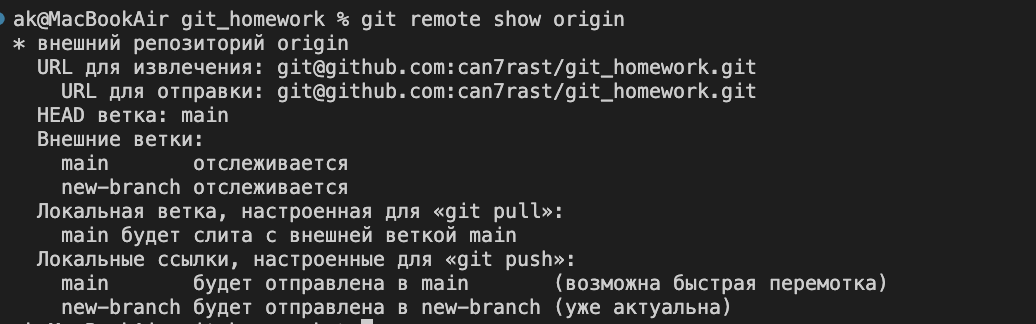 ak@MacBookAir git_homework % git remote show origin
* внешний репозиторий origin
URL для извлечения: git@github.com:can7rast/git_homework.git
URL для отправки: git@github.com:can7rast/git_homework.git
HEAD ветка: main
Внешние ветки:
main отслеживается
new-branch отслеживается
Локальная ветка, настроенная для «git pull»:
main будет слита с внешней веткой main
Локальные ссылки, настроенные для «git push»:
main будет отправлена в main (возможна быстрая перемотка)
new-branch будет отправлена в new-branch (уже актуальна)